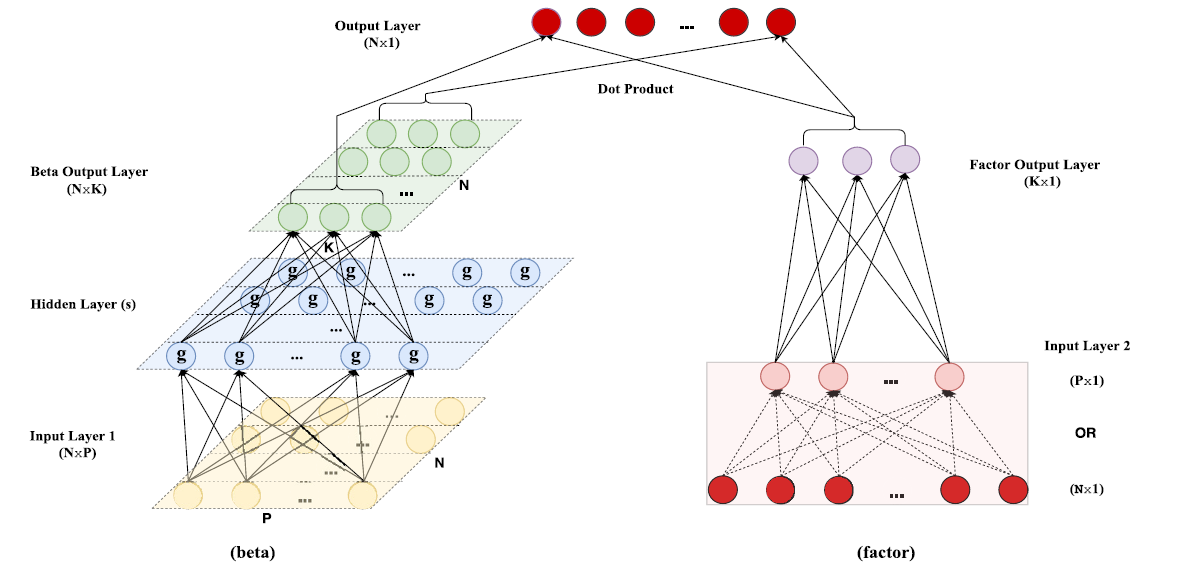 Output Layer
(N×1)
...
Dot Product
Beta Output Layer
(N×K)
...
N
K
Factor Output Layer
(K×1)
Hidden Layer (s)
g g ... g g
g g ... g g
...
g g ... g g
Input Layer 1
(N×P)
...
...
...
...
N
P
Input Layer 2
(P×1)
...
OR
(N×1)
...
(beta)
(factor)